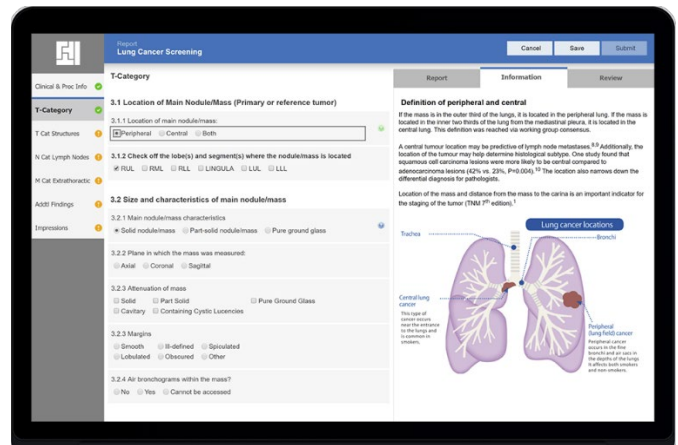 Report
Lung Cancer Screening
Cancel
Save
Submit
Clinical & Proc Info
T-Category
T Cat Structures
N Cat Lymph Nodes
M Cat Extrathoractic
Addtl Findings
Impressions
T-Category
3.1 Location of Main Nodule/Mass (Primary or reference tumor)
3.1.1 Location of main nodule/mass:
Peripheral Central Both
3.1.2 Check off the lobe(s) and segment(s) where the nodule/mass is located
RUL RML RLL LINGULA LUL LLL
3.2 Size and characteristics of main nodule/mass
3.2.1 Main nodule/mass characteristics
Solid nodule/mass Part-solid nodule/mass Pure ground glass
3.2.2 Plane in which the mass was measured:
Axial Coronal Sagittal
3.2.3 Attenuation of mass
Solid Part Solid Pure Ground Glass
Cavitary Containing Cystic Lucencies
3.2.3 Margins
Smooth Ill-defined Spiculated
Lobulated Obscured Other
3.2.4 Air bronchograms within the mass?
No Yes Cannot be accessed
Report
Information
Review
Definition of peripheral and central
If the mass is in the outer third of the lungs, it is located in the peripheral lung. If the mass is
located in the inner two thirds of the lung from the mediastinal pleura, it is located in the
central lung. This definition was reached via working group consensus.
A central tumour location may be predictive of lymph node metastases.8,9 Additionally, the
location of the tumour may help determine histological subtype. One study found that
squamous cell carcinoma lesions were more likely to be central compared to
adenocarcinoma lesions (42% vs. 23%, P=0.004).10 The location also narrows down the
differential diagnosis for pathologists.
Location of the mass and distance from the mass to the carina is an important indicator for
the staging of the tumor (TNM 7th edition).1
Lung cancer locations
Trachea
Bronchi
Central lung
cancer
This type of
cancer occurs
near the entrance
to the lungs and
is common in
smokers.
Peripheral
(lung field) cancer
Peripheral cancer
occurs in the fine
bronchi and air sacs in
the depths of the lungs
It affects both smokers
and non-smokers.